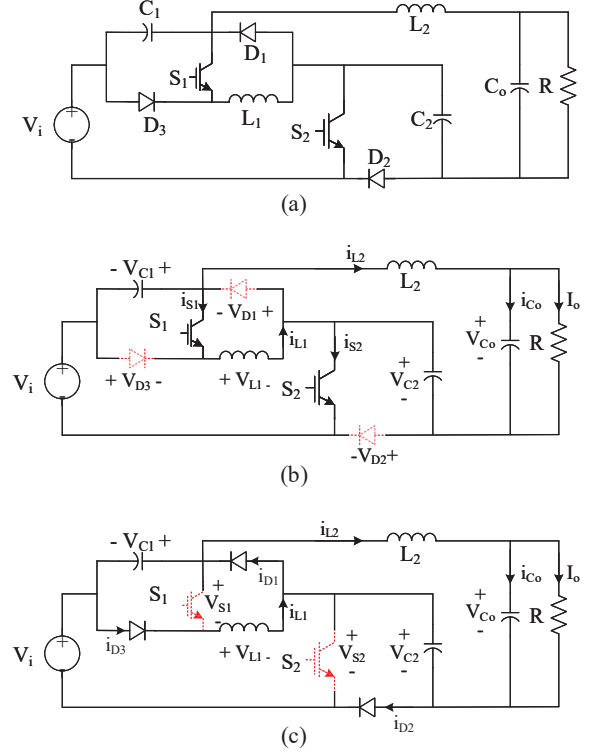 C1
D1
L2
S1
Vi
D3
L1
S2
C2
Co
R
D2
(a)
- VC1 +
iL2
L2
iS1
- VD1 +
S1
iL1
iS2
iCo
Io
+ VD3 -
+ VL1 -
S2
+ VC2 -
+ VCo -
R
Vi
-VD2+
(b)
- VC1 +
iL2
L2
iD1
S1
+ VS1 -
iL1
iCo
Io
iD3
+ VL1 -
S2
+ VS2 -
+ VC2 -
+ VCo -
R
Vi
iD2
(c)